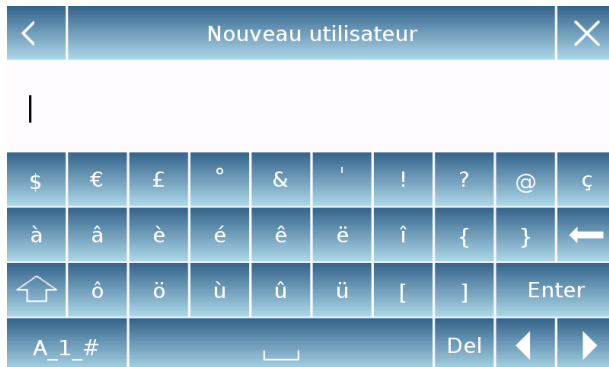 Nouveau utilisateur
$ € £ ° & ' ! ? @ ç
à â è é ê ë î { }
ô ö ù û ü [ ] Enter
A_1_# Del